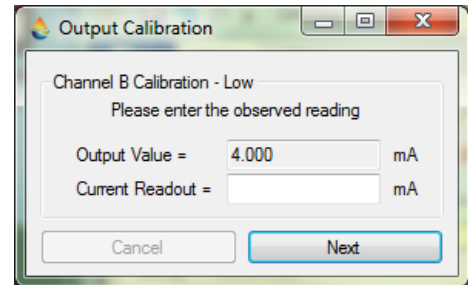 Output Calibration
Channel B Calibration - Low
Please enter the observed reading
Output Value = 4.000 mA
Current Readout = mA
Cancel Next